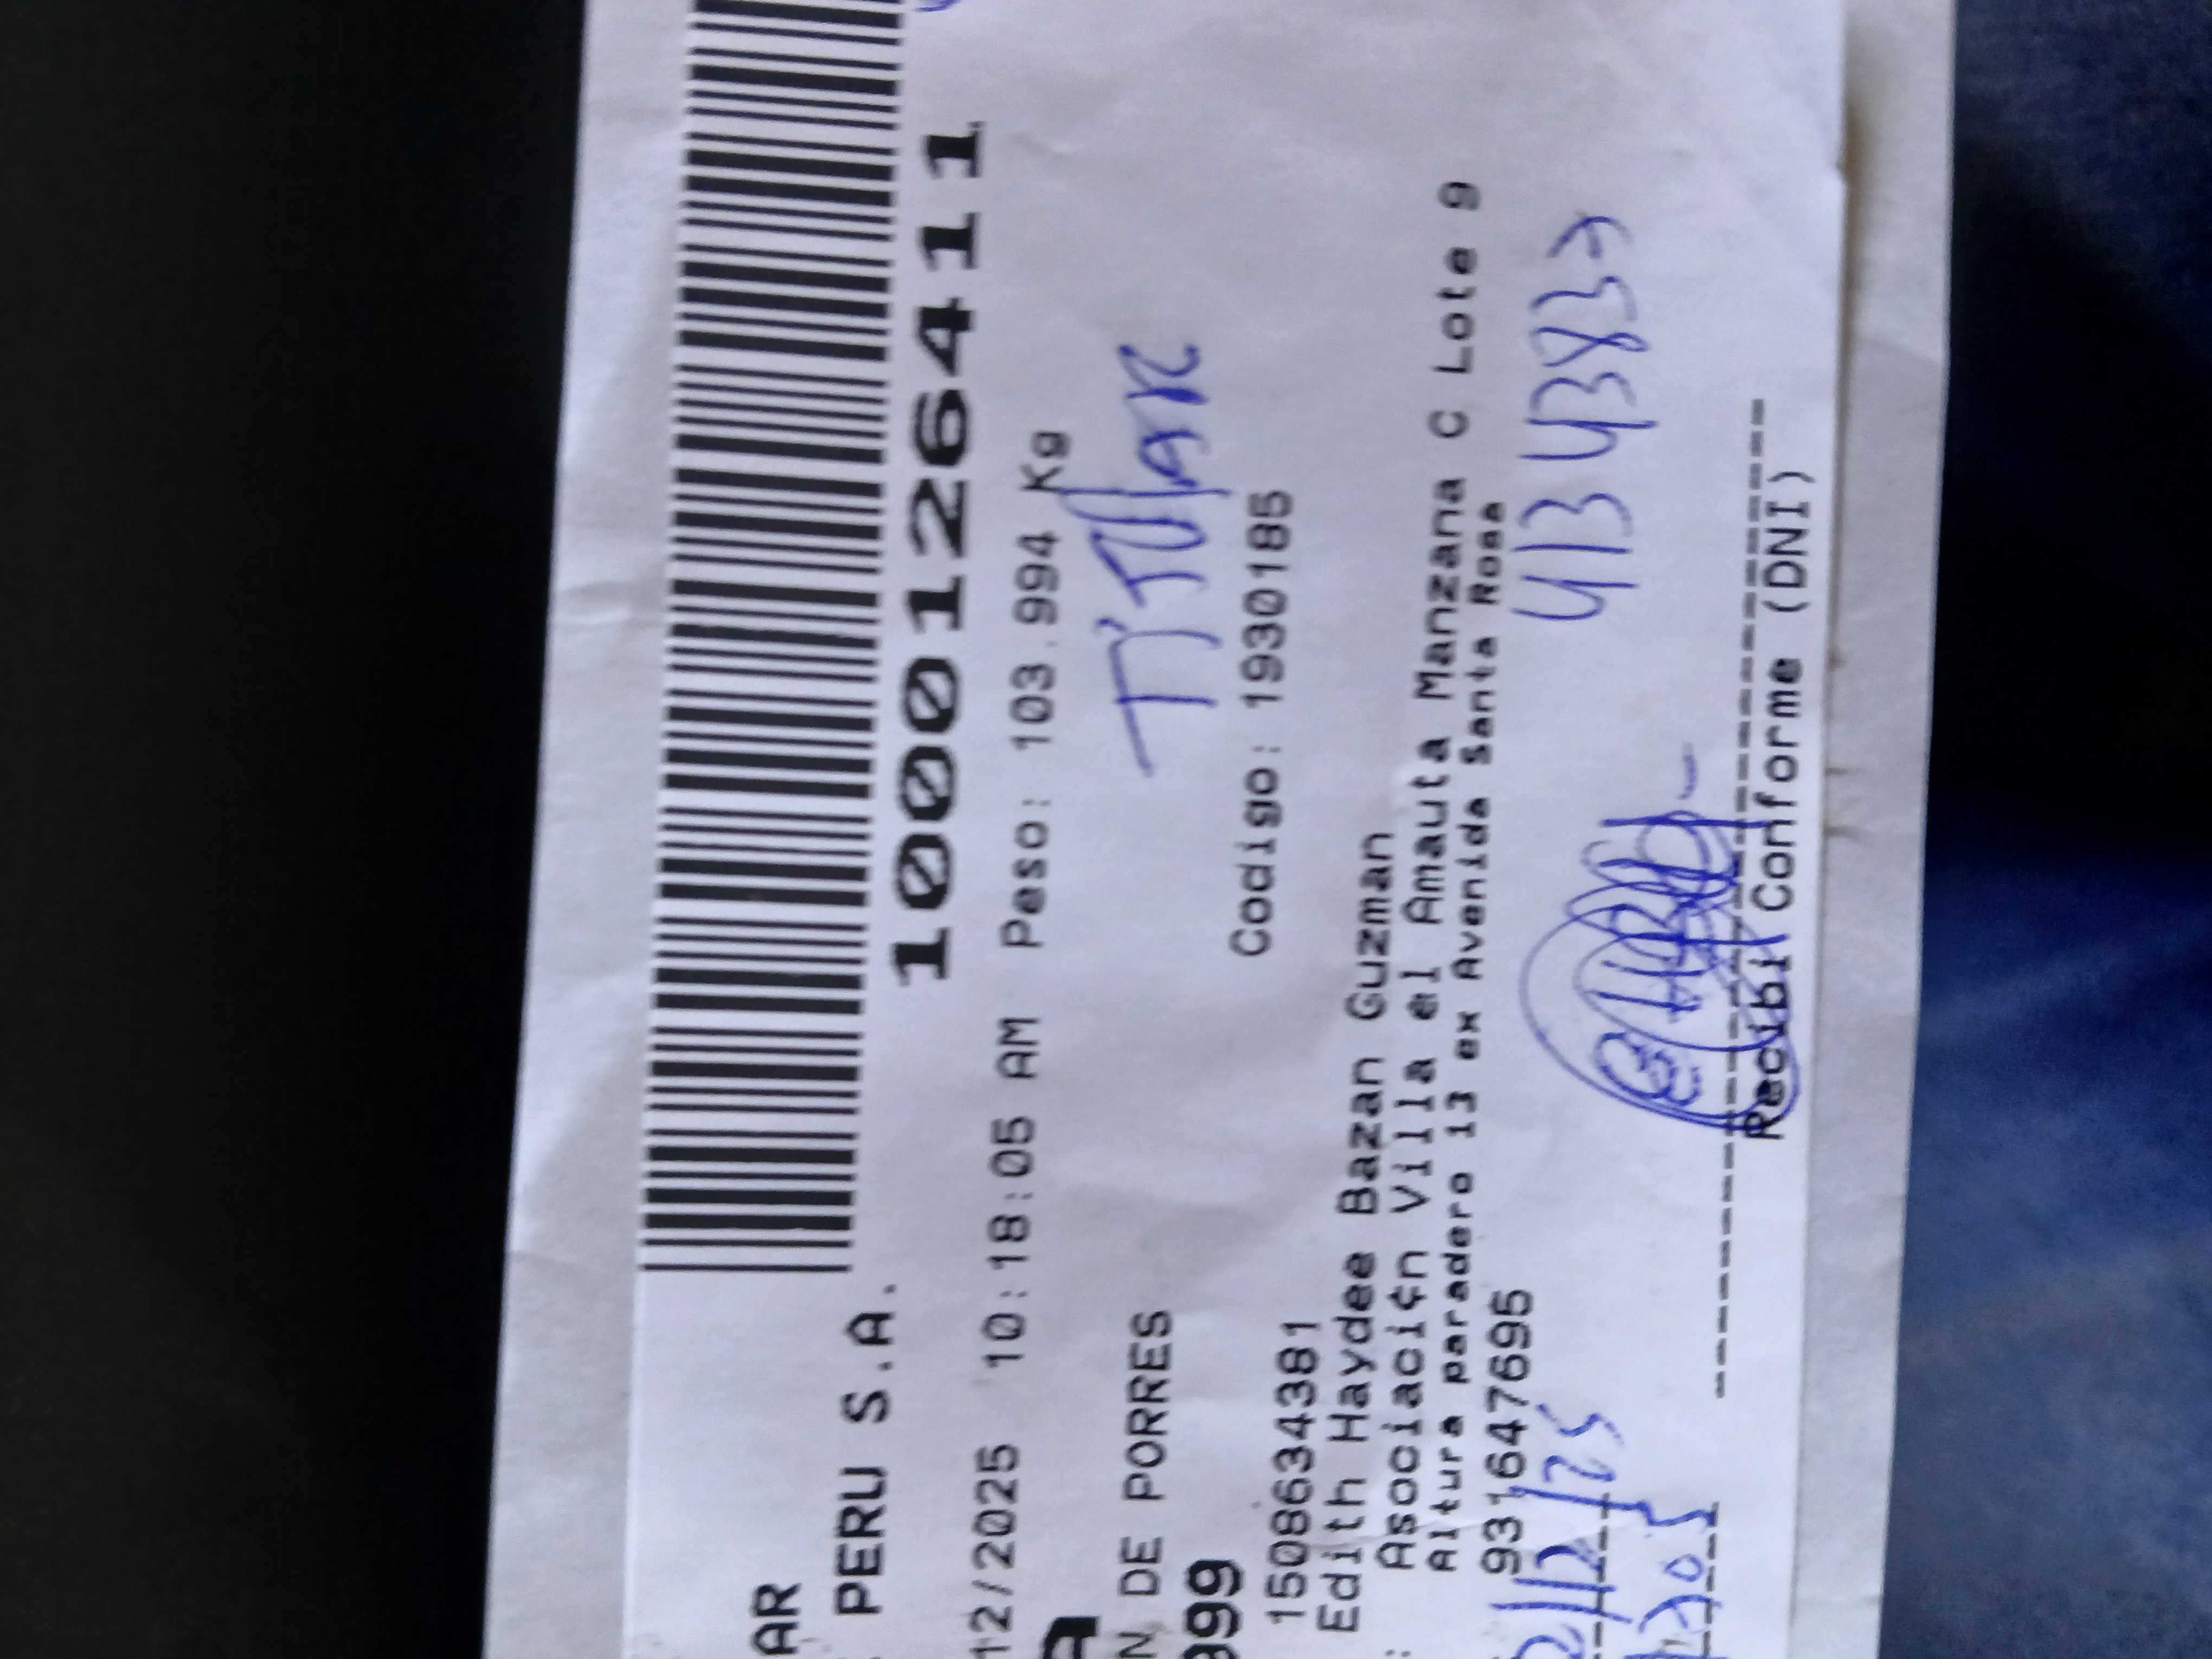 AR
PERU S.A.
1000126411
12/2025 10:18:05 AM Peso: 103.994 Kg
A
N DE PORRES
TiTular
999
Codigo: 1930185
1508634381
Edith Haydee Bazan Guzman
: Asociaci¢n Villa el Amauta Manzana C Lote 9
Altura paradero 13 ex Avenida Santa Rosa
931647695
Recibi Conforme (DNI)